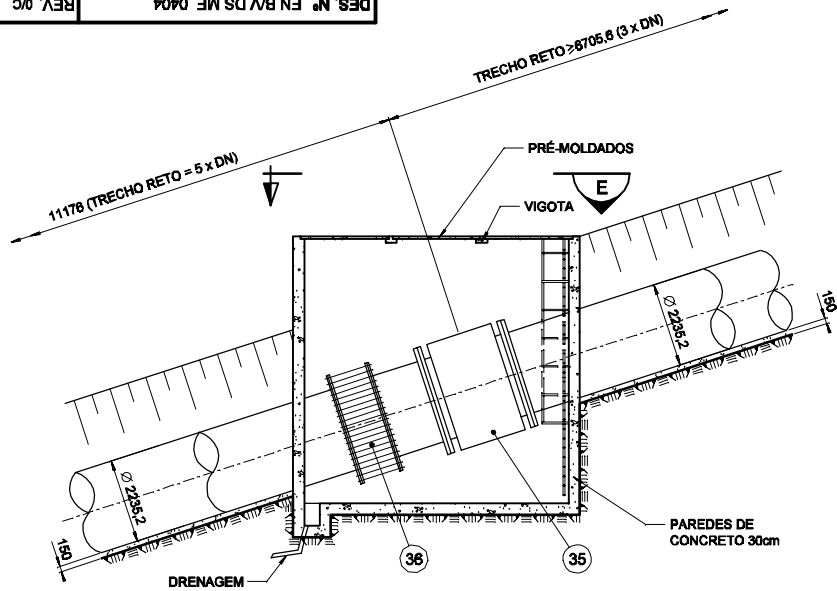 DES. Nº EN.B/V.DS.ME.0404
REV. 0/C
TRECHO RETO >6705,6 (3 x DN)
11176 (TRECHO RETO = 5 x DN)
PRÉ-MOLDADOS
E
VIGOTA
150
Ø 2235,2
Ø 2235,2
150
PAREDES DE
CONCRETO 30cm
36
35
DRENAGEM